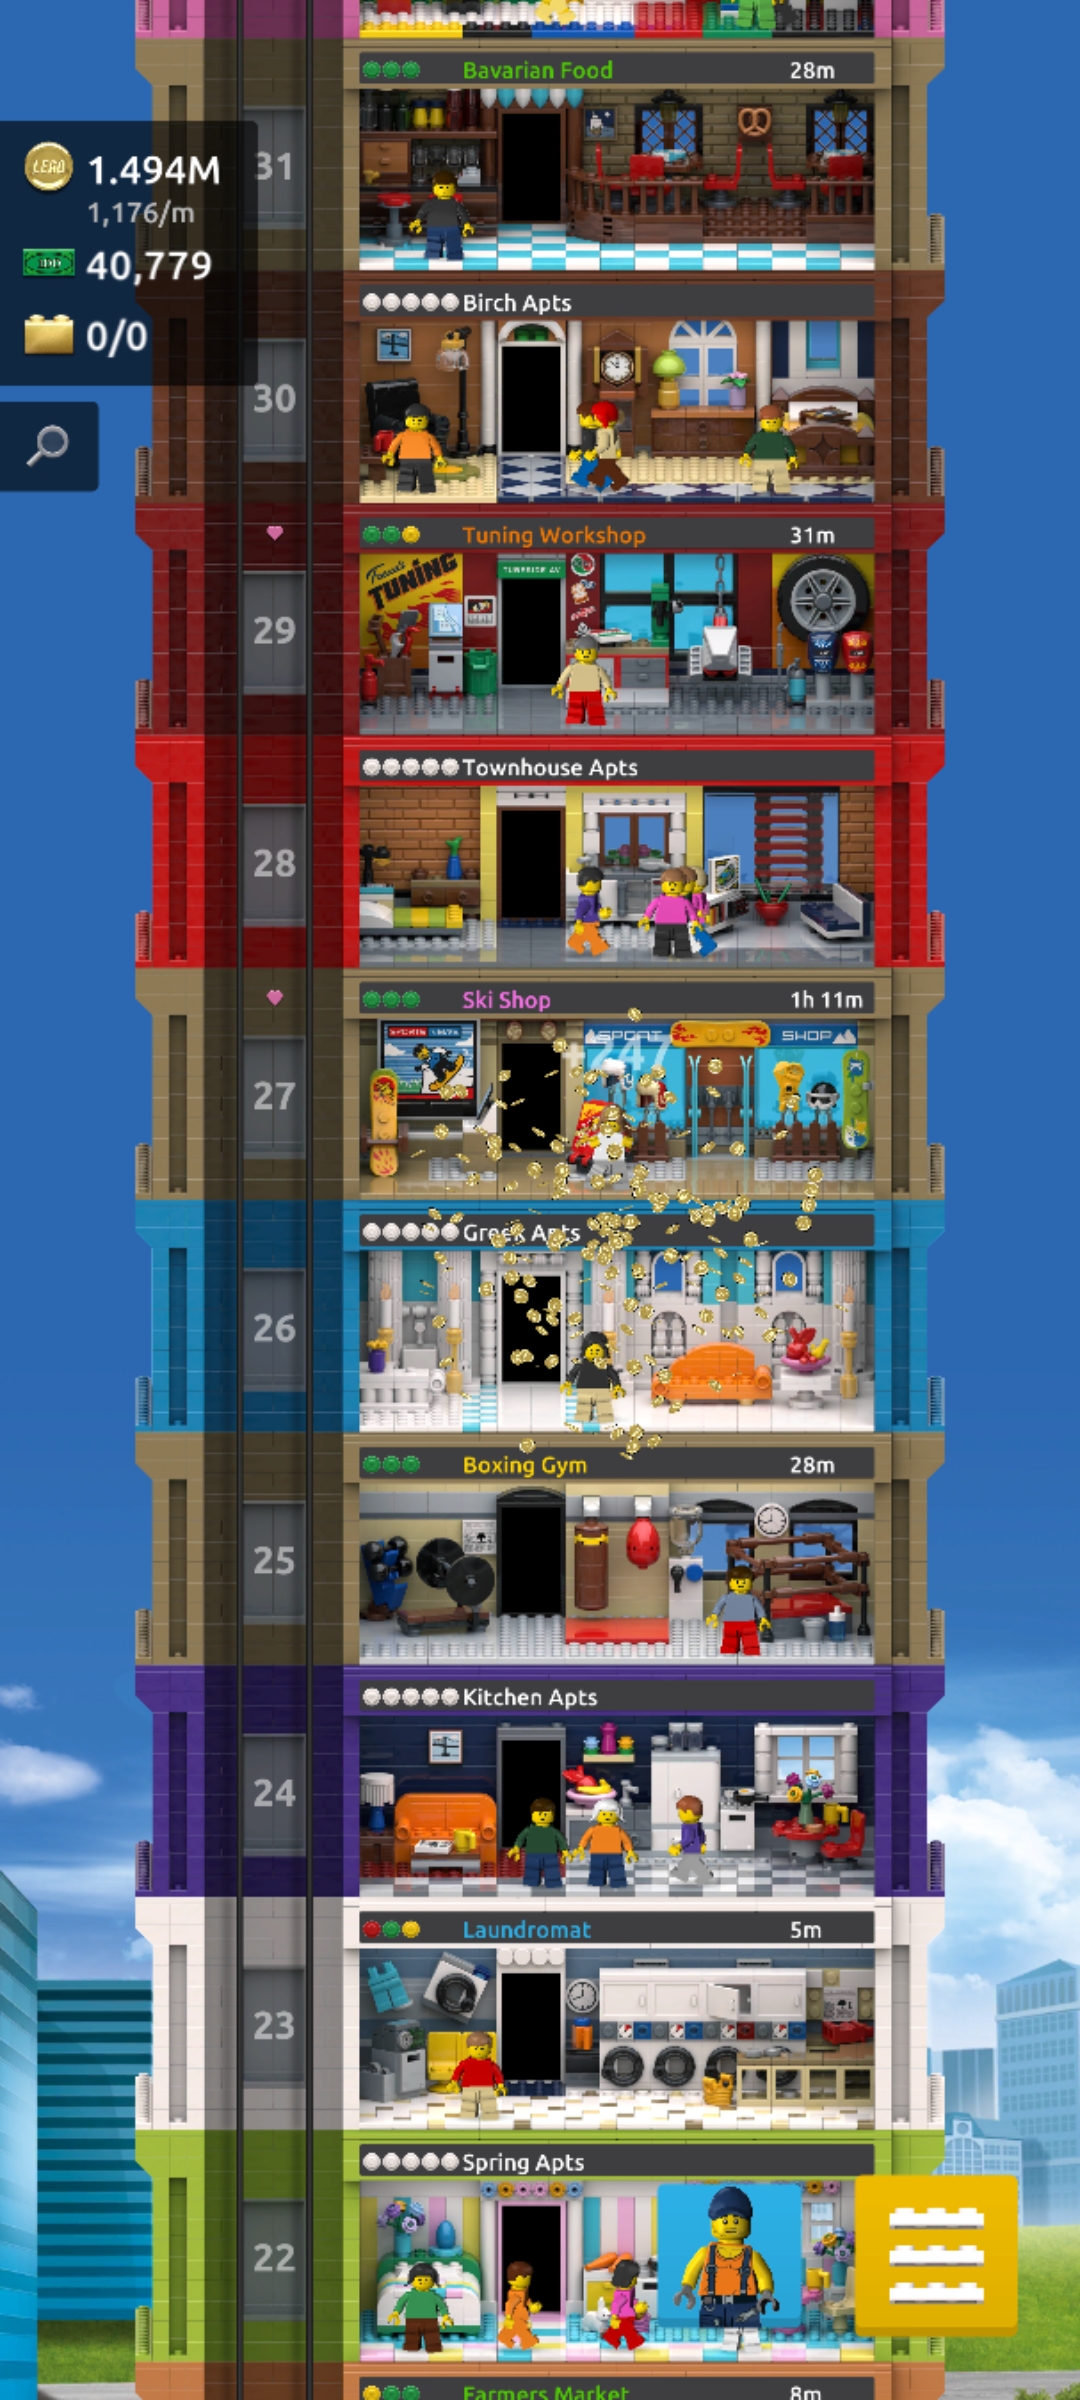 Bavarian Food 28m
31
LEGO 1.494M
1,176/m
40,779
0/0
Birch Apts
30
Tuning Workshop 31m
TUNING
29
Townhouse Apts
28
Ski Shop 1h 11m
SPORT SHOP
+247
27
Greek Apts
26
Boxing Gym 28m
25
Kitchen Apts
24
Laundromat 5m
23
Spring Apts
22
Farmers Market 8m